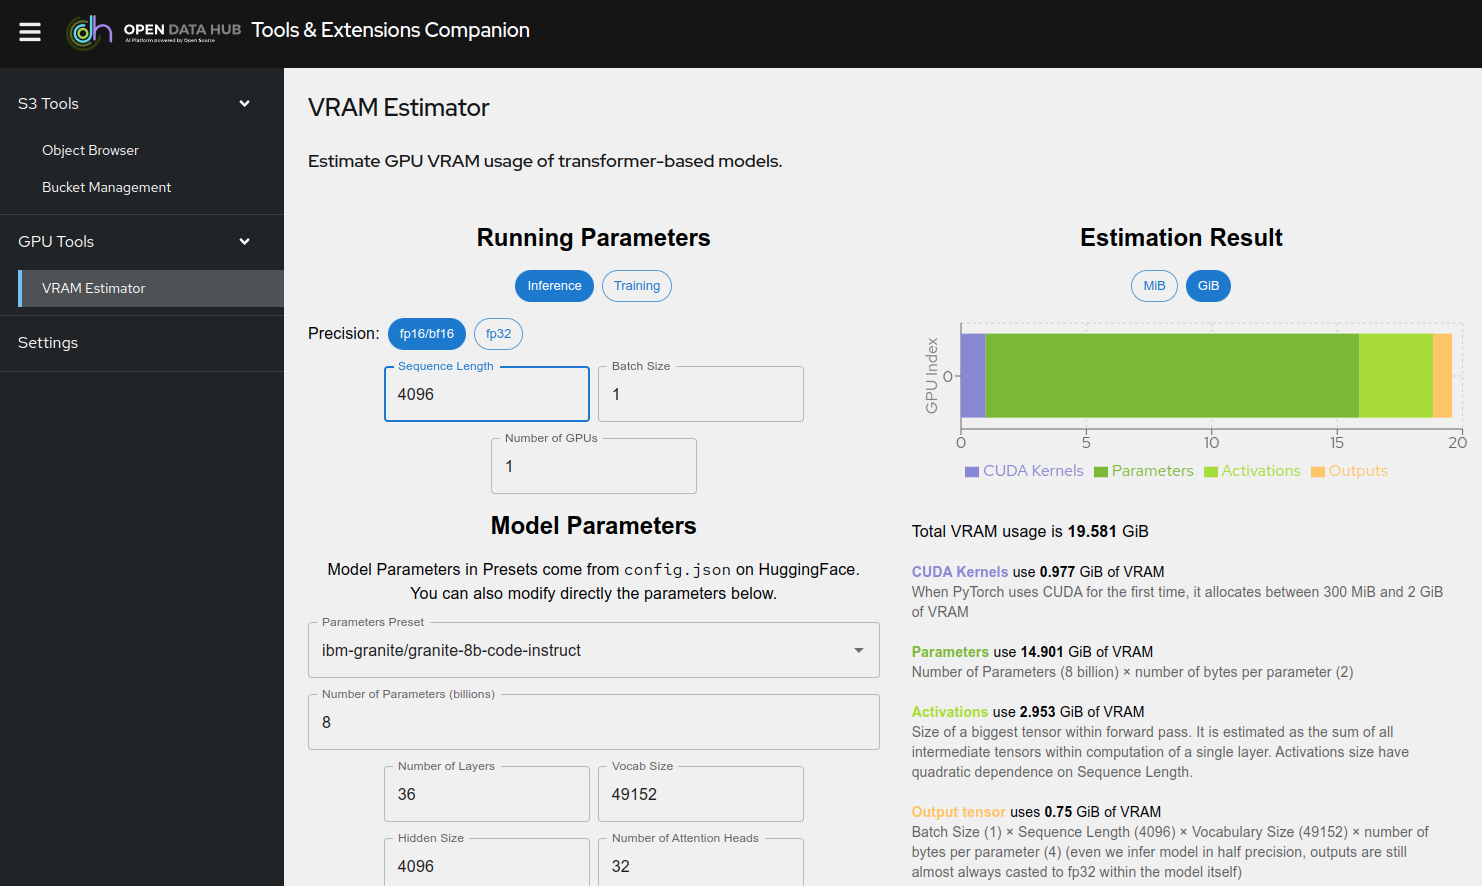 OPEN DATA HUB
AI Platform powered by Open Source
Tools & Extensions Companion
S3 Tools
Object Browser
Bucket Management
GPU Tools
VRAM Estimator
Settings
VRAM Estimator
Estimate GPU VRAM usage of transformer-based models.
Running Parameters
Inference Training
Precision: fp16/bf16 fp32
Sequence Length Batch Size
4096 1
Number of GPUs
1
Model Parameters
Model Parameters in Presets come from config.json on HuggingFace.
You can also modify directly the parameters below.
Parameters Preset
ibm-granite/granite-8b-code-instruct
Number of Parameters (billions)
8
Number of Layers Vocab Size
36 49152
Hidden Size Number of Attention Heads
4096 32
Estimation Result
MiB GiB
GPU Index
0
0 5 10 15 20
CUDA Kernels Parameters Activations Outputs
Total VRAM usage is 19.581 GiB
CUDA Kernels use 0.977 GiB of VRAM
When PyTorch uses CUDA for the first time, it allocates between 300 MiB and 2 GiB
of VRAM
Parameters use 14.901 GiB of VRAM
Number of Parameters (8 billion) × number of bytes per parameter (2)
Activations use 2.953 GiB of VRAM
Size of a biggest tensor within forward pass. It is estimated as the sum of all
intermediate tensors within computation of a single layer. Activations size have
quadratic dependence on Sequence Length.
Output tensor uses 0.75 GiB of VRAM
Batch Size (1) × Sequence Length (4096) × Vocabulary Size (49152) × number of
bytes per parameter (4) (even we infer model in half precision, outputs are still
almost always casted to fp32 within the model itself)